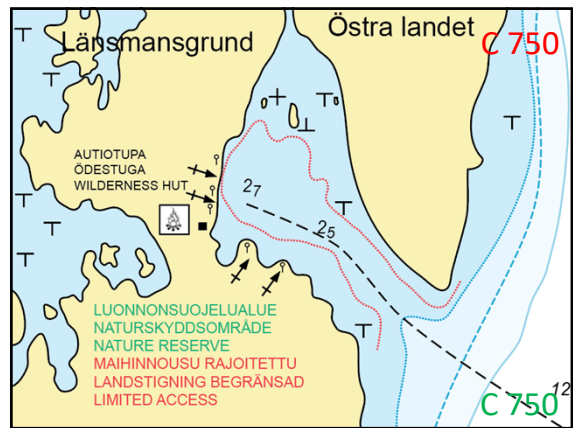 Länsmansgrund
Östra landet
C 750
AUTIOTUPA
ÖDESTUGA
WILDERNESS HUT
27
25
LUONNONSUOJELUALUE
NATURSKYDDSOMRÅDE
NATURE RESERVE
MAIHINNOUSU RAJOITETTU
LANDSTIGNING BEGRÄNSAD
LIMITED ACCESS
12
C 750